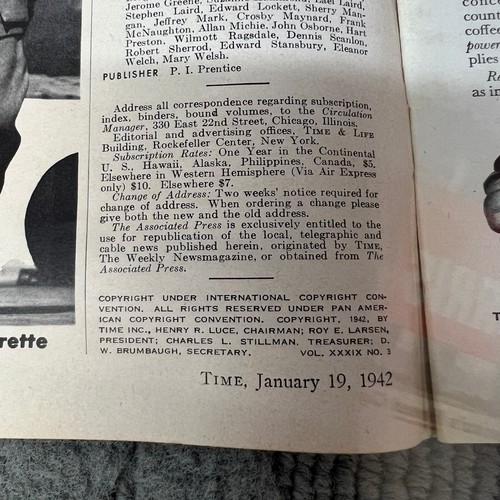 Jerome Greene,
Stephen Laird, Edward Lockett, Sherry Man-
gan, Jeffrey Mark, Crosby Maynard, Frank
McNaughton, Allan Michie, John Osborne, Hart
Preston, Wilmott Ragsdale, Dennis Scanlon,
Robert Sherrod, Edward Stansbury, Eleanor
Welch, Mary Welsh.
PUBLISHER P. I. Prentice
Address all correspondence regarding subscription,
index, binders, bound volumes, to the Circulation
Manager, 330 East 22nd Street, Chicago, Illinois.
Editorial and advertising offices, TIME & LIFE
Building, Rockefeller Center, New York.
Subscription Rates: One Year in the Continental
U. S., Hawaii, Alaska, Philippines, Canada, $5.
Elsewhere in Western Hemisphere (Via Air Express
only) $10. Elsewhere $7.
Change of Address: Two weeks' notice required for
change of address. When ordering a change please
give both the new and the old address.
The Associated Press is exclusively entitled to the
use for republication of the local, telegraphic and
cable news published herein, originated by TIME,
The Weekly Newsmagazine, or obtained from The
Associated Press.
COPYRIGHT UNDER INTERNATIONAL COPYRIGHT CON-
VENTION. ALL RIGHTS RESERVED UNDER PAN AMER-
ICAN COPYRIGHT CONVENTION. COPYRIGHT, 1942, BY
TIME INC., HENRY R. LUCE, CHAIRMAN; ROY E. LARSEN,
PRESIDENT; CHARLES L. STILLMAN, TREASURER; D.
W. BRUMBAUGH, SECRETARY. VOL. XXXIX NO. 3
TIME, January 19, 1942
rette
coun
coffee
power
plies
as in
T